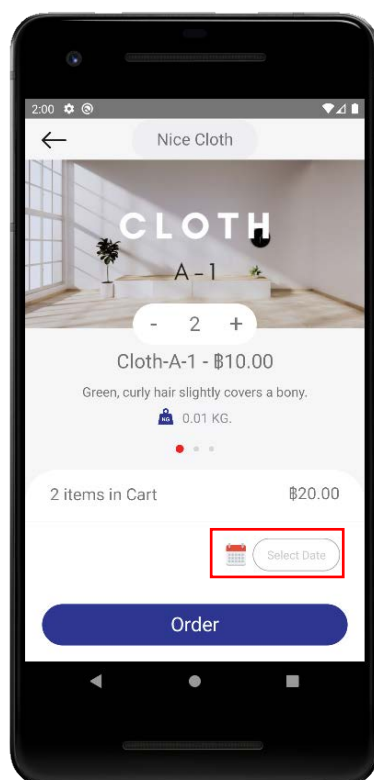 2:00
Nice Cloth
CLOTH
A-1
- 2 +
Cloth-A-1 - ฿10.00
Green, curly hair slightly covers a bony.
KG 0.01 KG.
2 items in Cart ฿20.00
Select Date
Order